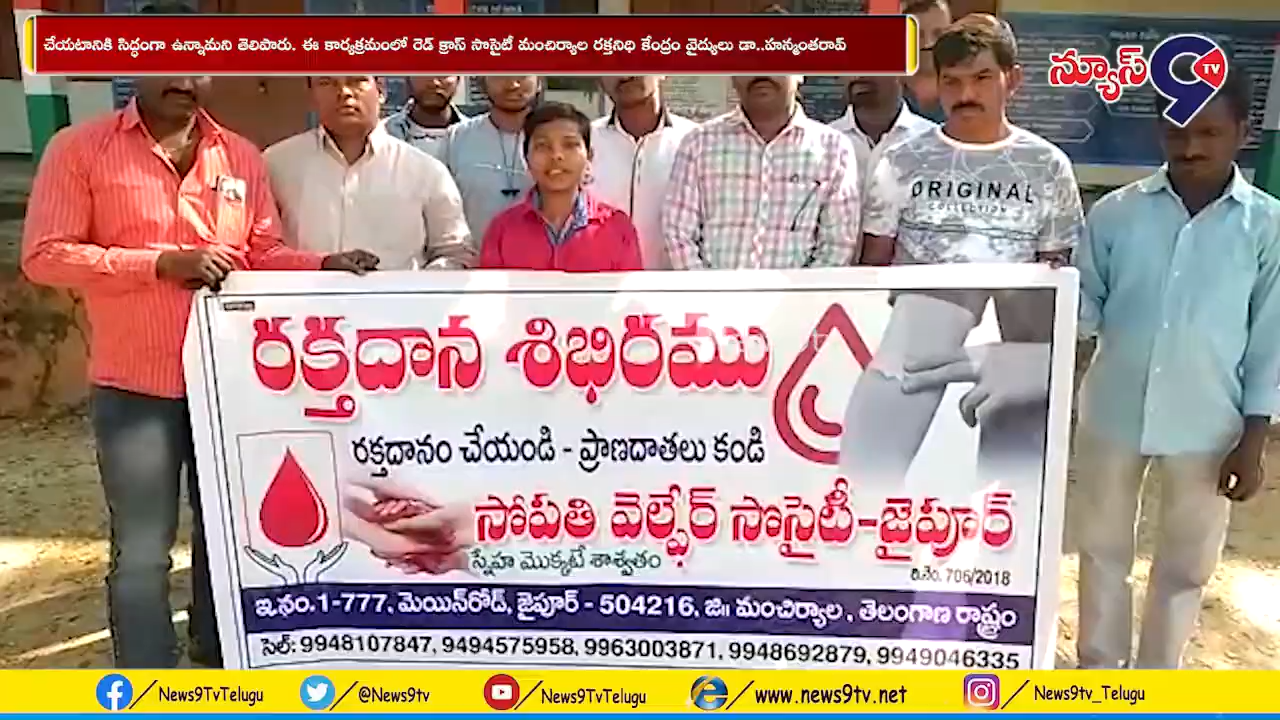 చేయటానికి సిద్ధంగా ఉన్నామని తెలిపారు. ఈ కార్యక్రమంలో రెడ్ క్రాస్ సొసైటీ మంచిర్యాల రక్తనిధి కేంద్రం వైద్యులు డా..హన్మంతరావ్
న్యూస్ 9 TV
ORIGINAL
COLLECTION
రక్తదాన శిభిరము
రక్తదానం చేయండి - ప్రాణదాతలు కండి
సోపతి వెల్ఫేర్ సొసైటీ-జైపూర్
స్నేహ మొక్కటే శాశ్వతం
రి.నెం. 706/2018
ఇ.నం.1-777, మెయిన్‌రోడ్, జైపూర్ - 504216, జి॥ మంచిర్యాల, తెలంగాణ రాష్ట్రం
సెల్: 9948107847, 9494575958, 9963003871, 9948692879, 9949046335
News9TvTelugu
@News9tv
News9TvTelugu
www.news9tv.net
News9tv_Telugu